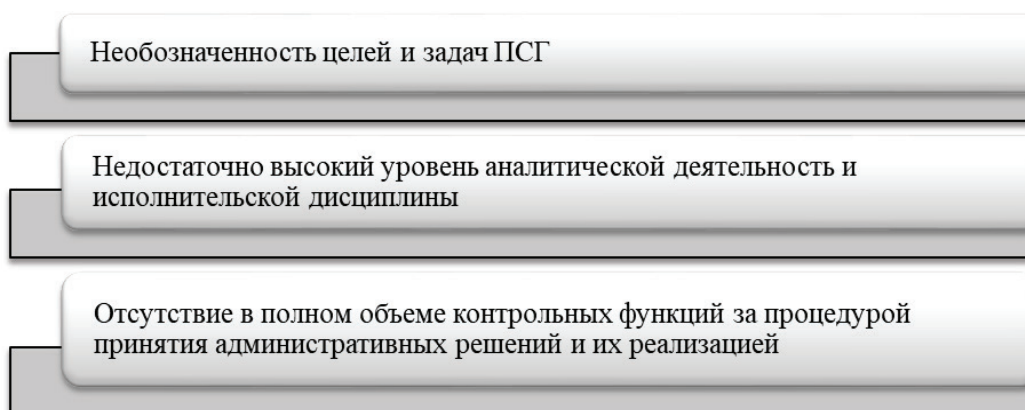 Необозначенность целей и задач ПСГ
Недостаточно высокий уровень аналитической деятельность и
исполнительской дисциплины
Отсутствие в полном объеме контрольных функций за процедурой
принятия административных решений и их реализацией